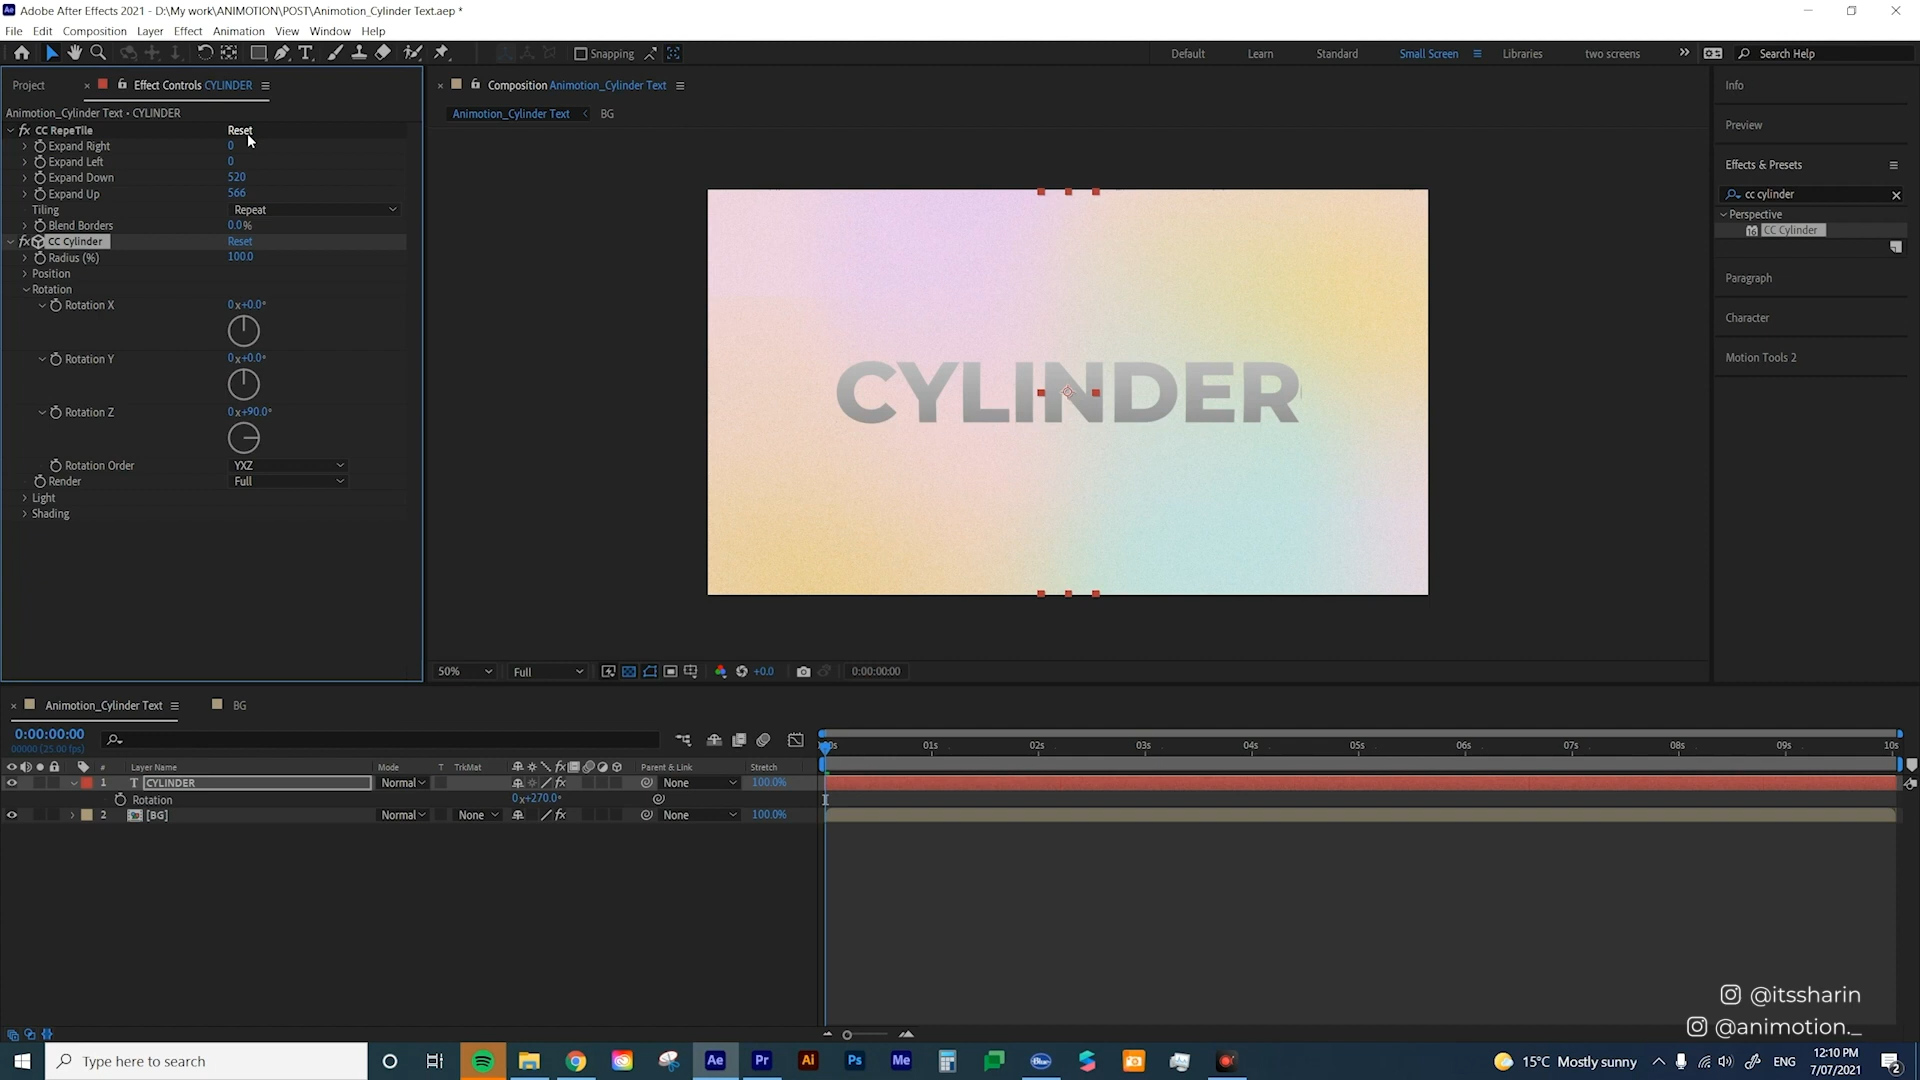 Adobe After Effects 2021 - D:\My work\ANIMOTION\POST\Animotion_Cylinder Text.aep *
File Edit Composition Layer Effect Animation View Window Help
Snapping
Default Learn Standard Small Screen Libraries two screens
Search Help
Project
Effect Controls CYLINDER
Animotion_Cylinder Text • CYLINDER
fx CC RepeTile Reset
Expand Right 0
Expand Left 0
Expand Down 520
Expand Up 566
Tiling Repeat
Blend Borders 0.0%
fx CC Cylinder Reset
Radius (%) 100.0
Position
Rotation
Rotation X 0x+0.0°
Rotation Y 0x+0.0°
Rotation Z 0x+90.0°
Rotation Order YXZ
Render Full
Light
Shading
Composition Animotion_Cylinder Text
Animotion_Cylinder Text BG
CYLINDER
50% Full +0.0 0:00:00:00
Info
Preview
Effects & Presets
cc cylinder
Perspective
CC Cylinder
Paragraph
Character
Motion Tools 2
Animotion_Cylinder Text BG
0:00:00:00
00000 (25.00 fps)
# Layer Name Mode T TrkMat Parent & Link Stretch
1 T CYLINDER Normal None 100.0%
Rotation 0x+270.0°
2 [BG] Normal None None 100.0%
01s 02s 03s 04s 05s 06s 07s 08s 09s 10s
@itssharin
@animotion._
Type here to search
Ae Pr Ai Ps Me
15°C Mostly sunny
ENG
12:10 PM
7/07/2021
2